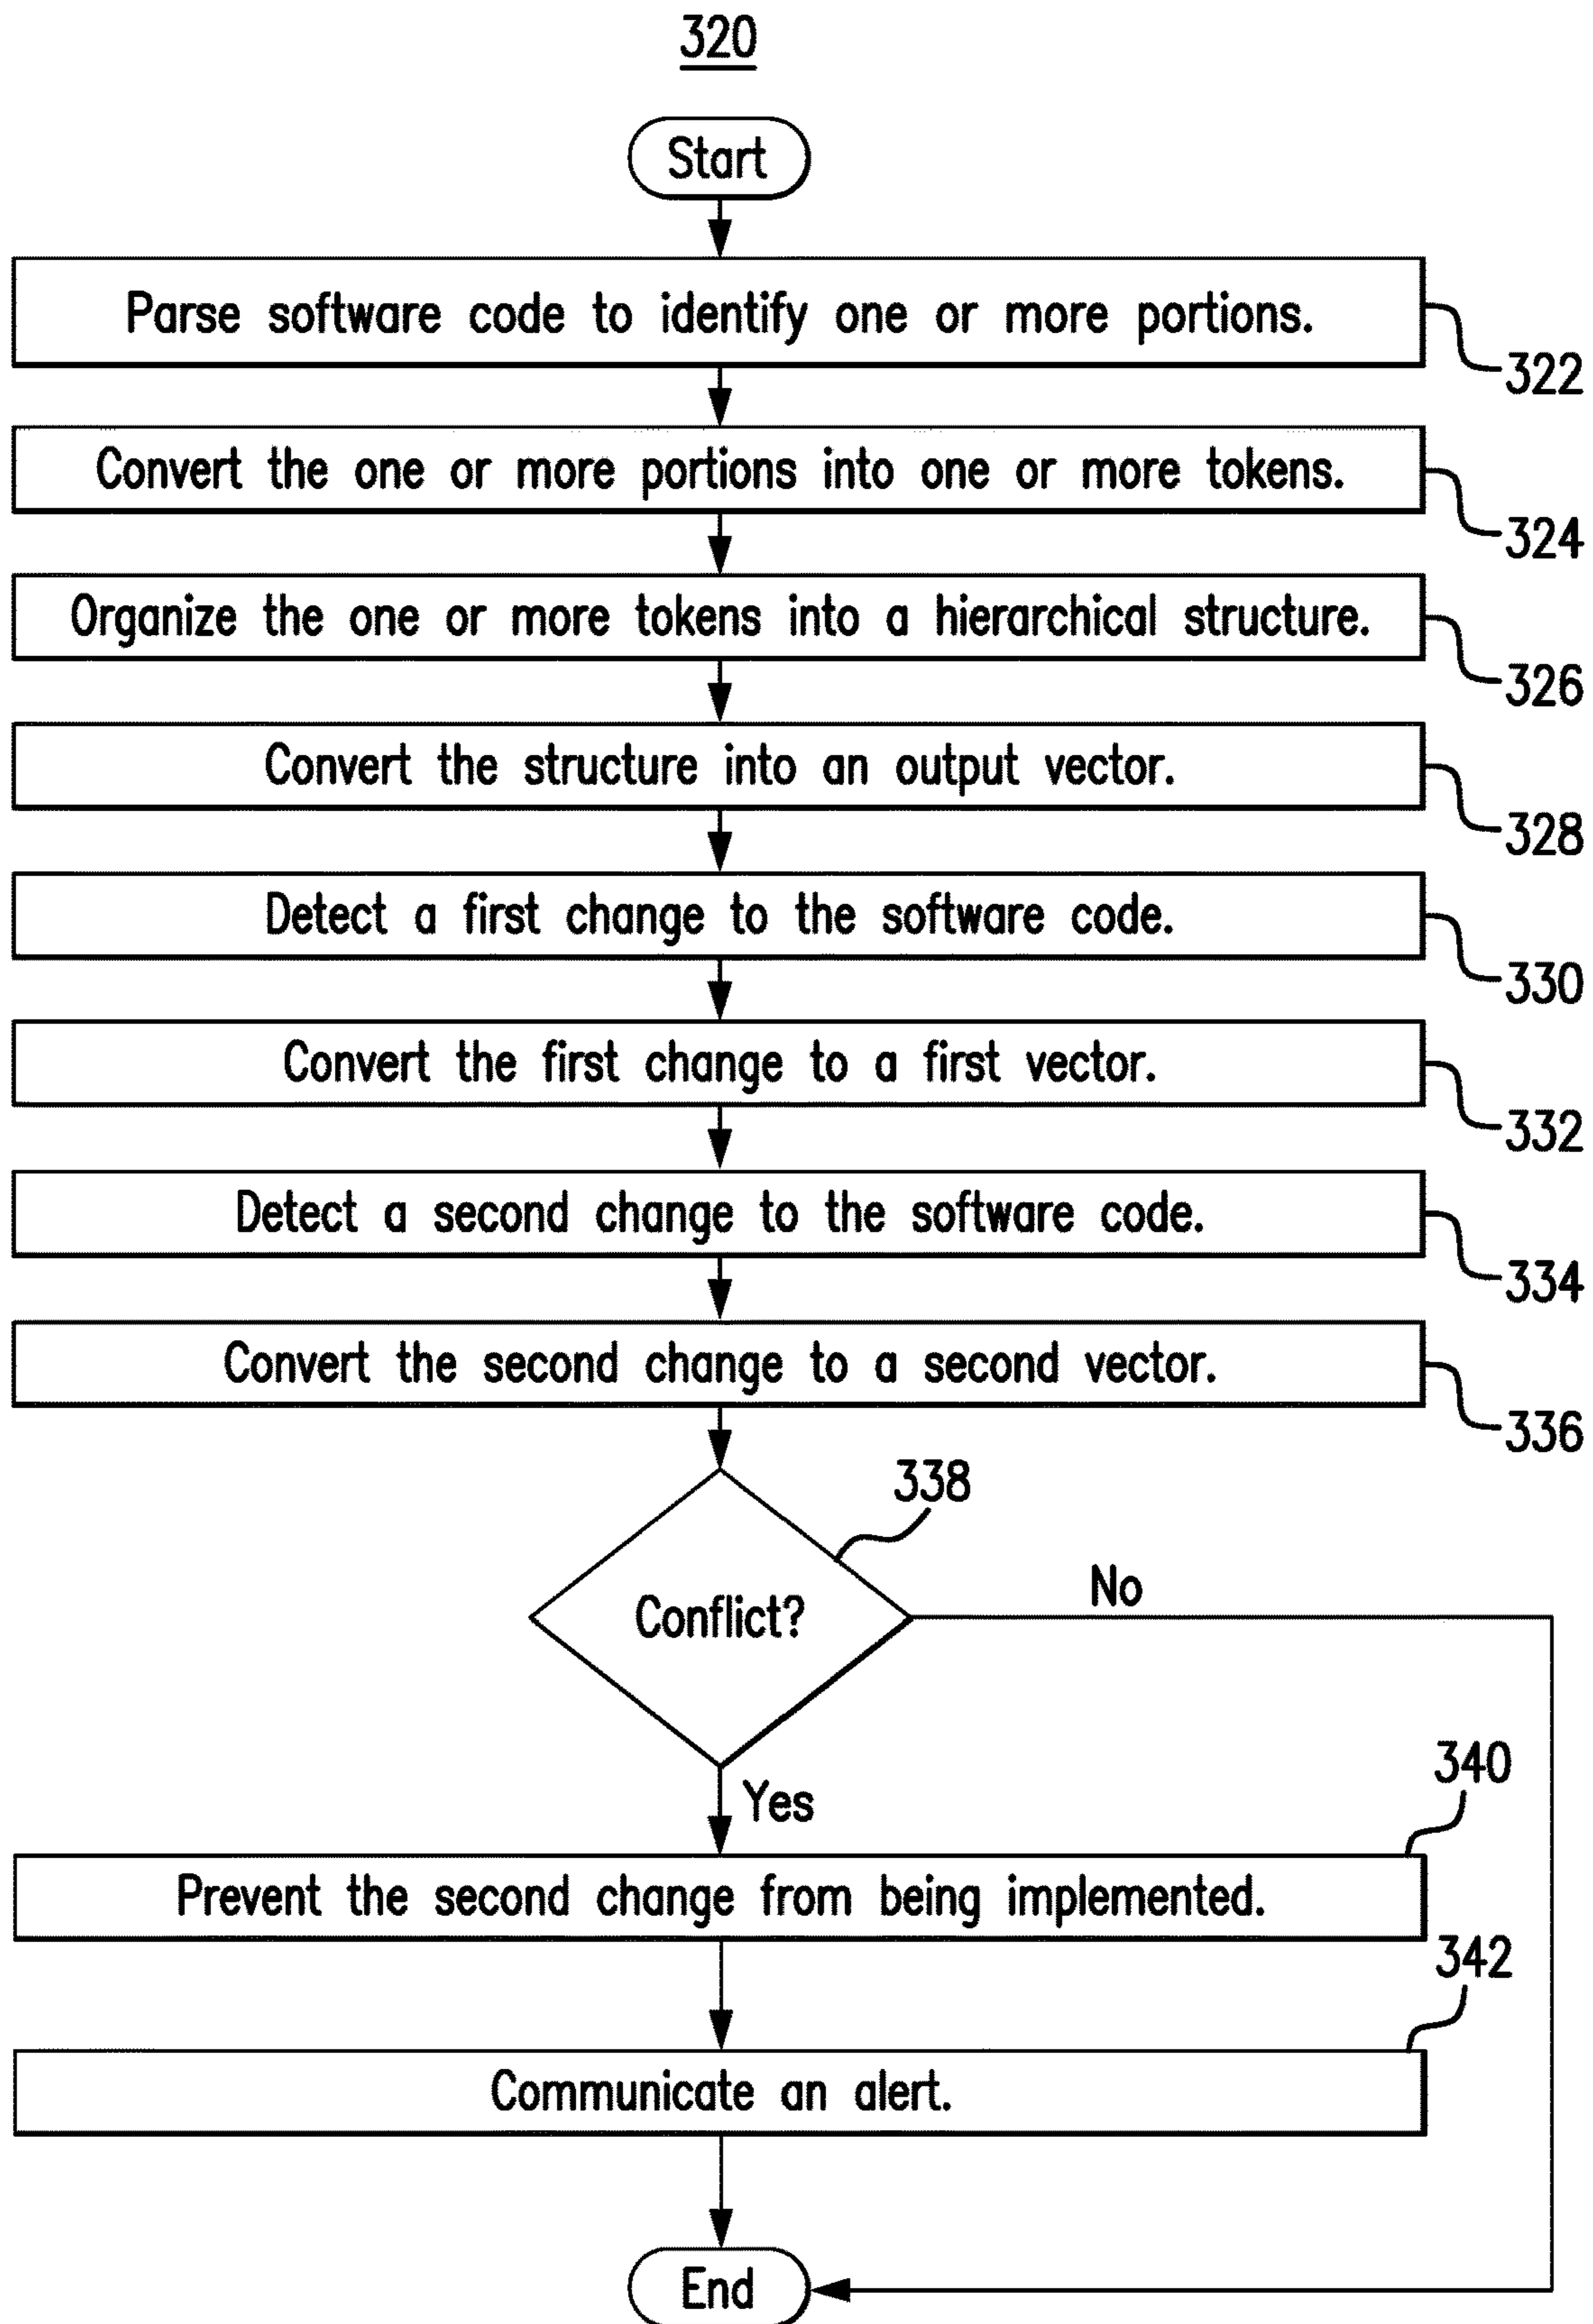 320
Start
Parse software code to identify one or more portions.
322
Convert the one or more portions into one or more tokens.
324
Organize the one or more tokens into a hierarchical structure.
326
Convert the structure into an output vector.
328
Detect a first change to the software code.
330
Convert the first change to a first vector.
332
Detect a second change to the software code.
334
Convert the second change to a second vector.
336
338
Conflict?
No
Yes
340
Prevent the second change from being implemented.
342
Communicate an alert.
End